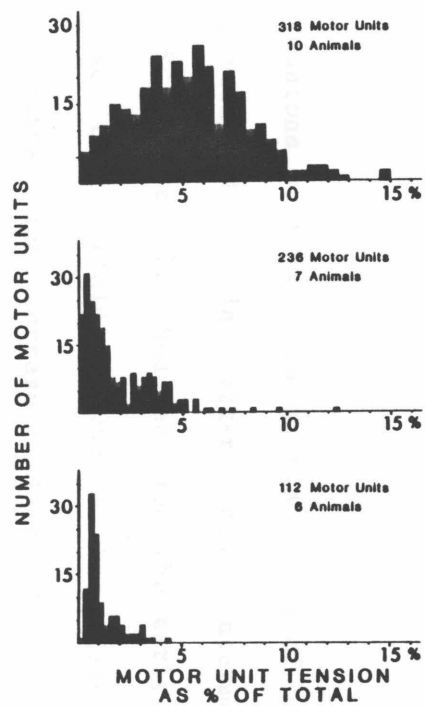 NUMBER OF MOTOR UNITS
30
15
318 Motor Units
10 Animals
5 10 15 %
30
15
236 Motor Units
7 Animals
5 10 15 %
30
15
112 Motor Units
6 Animals
5 10 15 %
MOTOR UNIT TENSION
AS % OF TOTAL